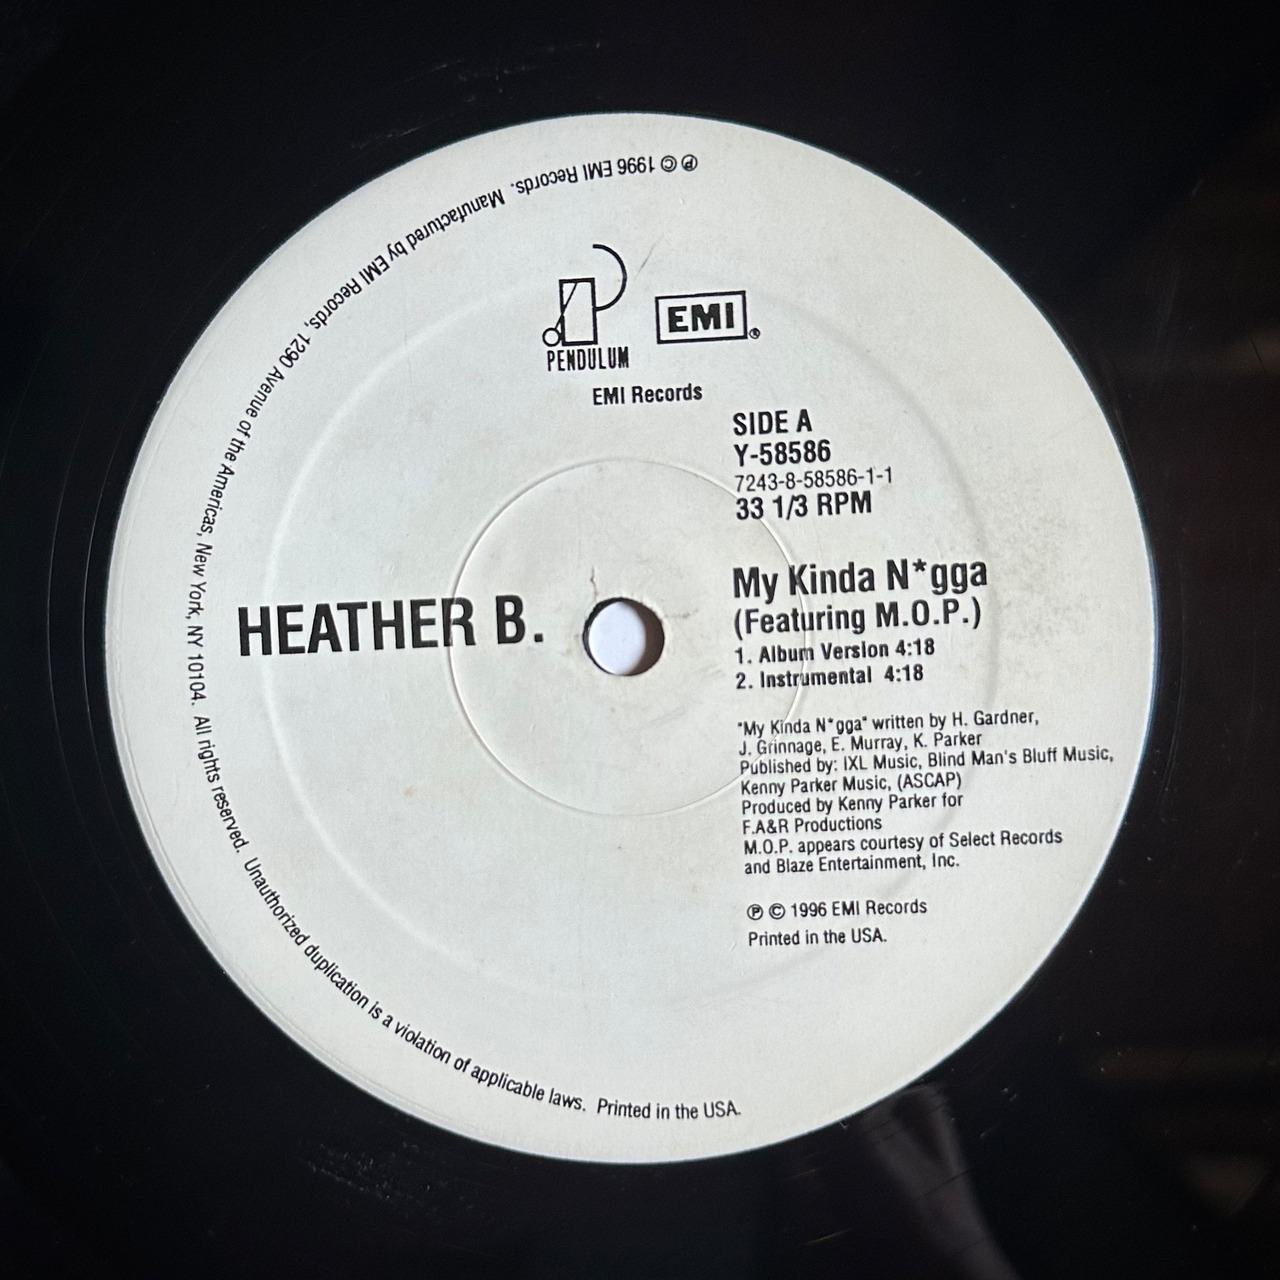 PENDULUM
EMI®
EMI Records
SIDE A
Y-58586
7243-8-58586-1-1
33 1/3 RPM
HEATHER B.
My Kinda N*gga
(Featuring M.O.P.)
1. Album Version 4:18
2. Instrumental 4:18
"My Kinda N*gga" written by H. Gardner,
J. Grinnage, E. Murray, K. Parker
Published by: IXL Music, Blind Man's Bluff Music,
Kenny Parker Music, (ASCAP)
Produced by Kenny Parker for
F.A&R Productions
M.O.P. appears courtesy of Select Records
and Blaze Entertainment, Inc.
℗ © 1996 EMI Records
Printed in the USA.
℗ © 1996 EMI Records. Manufactured by EMI Records, 1290 Avenue of the Americas, New York, NY 10104. All rights reserved. Unauthorized duplication is a violation of applicable laws. Printed in the USA.